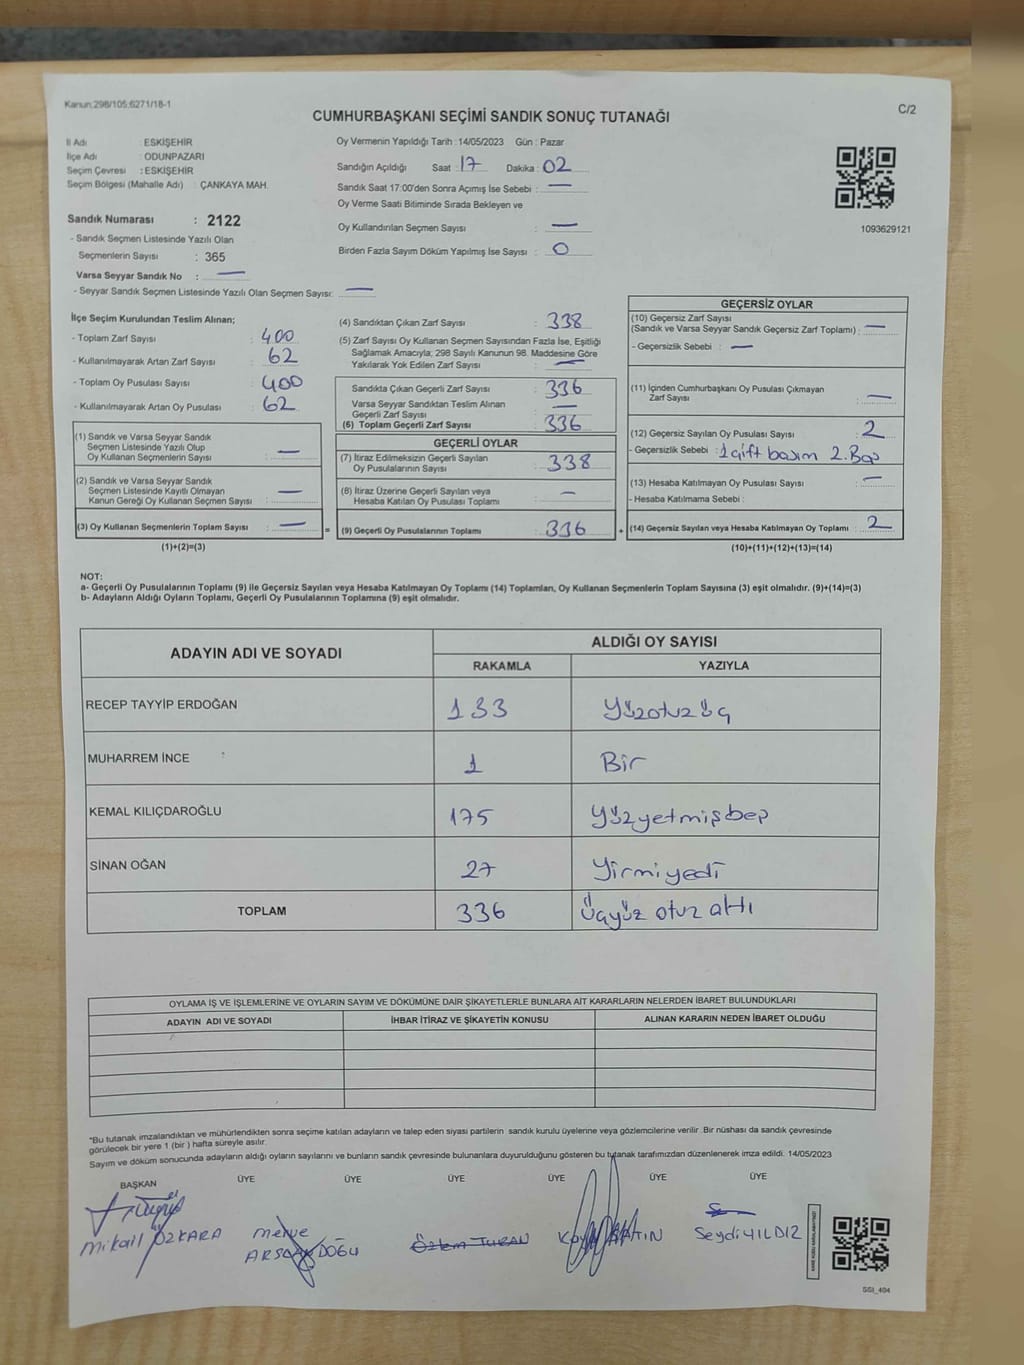 Kanun:298/105;6271/18-1
C/2
CUMHURBAŞKANI SEÇİMİ SANDIK SONUÇ TUTANAĞI
İl Adı : ESKİŞEHİR
İlçe Adı : ODUNPAZARI
Seçim Çevresi : ESKİŞEHİR
Seçim Bölgesi (Mahalle Adı) : ÇANKAYA MAH.
Sandık Numarası : 2122
- Sandık Seçmen Listesinde Yazılı Olan
Seçmenlerin Sayısı : 365
Varsa Seyyar Sandık No : —
- Seyyar Sandık Seçmen Listesinde Yazılı Olan Seçmen Sayısı: —
Oy Vermenin Yapıldığı Tarih : 14/05/2023 Gün : Pazar
Sandığın Açıldığı Saat : 17 Dakika : 02
Sandık Saat 17:00'den Sonra Açımış İse Sebebi : —
Oy Verme Saati Bitiminde Sırada Bekleyen ve
Oy Kullandırılan Seçmen Sayısı : —
Birden Fazla Sayım Döküm Yapılmış İse Sayısı : 0
1093629121
İlçe Seçim Kurulundan Teslim Alınan;
- Toplam Zarf Sayısı : 400
- Kullanılmayarak Artan Zarf Sayısı : 62
- Toplam Oy Pusulası Sayısı : 400
- Kullanılmayarak Artan Oy Pusulası : 62
(1) Sandık ve Varsa Seyyar Sandık
Seçmen Listesinde Yazılı Olup
Oy Kullanan Seçmenlerin Sayısı : —
(2) Sandık ve Varsa Seyyar Sandık
Seçmen Listesinde Kayıtlı Olmayan
Kanun Gereği Oy Kullanan Seçmen Sayısı : —
(3) Oy Kullanan Seçmenlerin Toplam Sayısı : —
(1)+(2)=(3)
(4) Sandıktan Çıkan Zarf Sayısı : 338
(5) Zarf Sayısı Oy Kullanan Seçmen Sayısından Fazla İse, Eşitliği
Sağlamak Amacıyla; 298 Sayılı Kanunun 98. Maddesine Göre
Yakılarak Yok Edilen Zarf Sayısı : —
Sandıkta Çıkan Geçerli Zarf Sayısı : 336
Varsa Seyyar Sandıktan Teslim Alınan
Geçerli Zarf Sayısı : —
(6) Toplam Geçerli Zarf Sayısı : 336
GEÇERLİ OYLAR
(7) İtiraz Edilmeksizin Geçerli Sayılan
Oy Pusulalarının Sayısı : 338
(8) İtiraz Üzerine Geçerli Sayılan veya
Hesaba Katılan Oy Pusulası Toplamı : —
= (9) Geçerli Oy Pusulalarının Toplamı : 336 +
GEÇERSİZ OYLAR
(10) Geçersiz Zarf Sayısı
(Sandık ve Varsa Seyyar Sandık Geçersiz Zarf Toplamı) : —
- Geçersizlik Sebebi : —
(11) İçinden Cumhurbaşkanı Oy Pusulası Çıkmayan
Zarf Sayısı : —
(12) Geçersiz Sayılan Oy Pusulası Sayısı : 2
- Geçersizlik Sebebi : 1 çift basım 2.Boş
(13) Hesaba Katılmayan Oy Pusulası Sayısı : —
- Hesaba Katılmama Sebebi :
(14) Geçersiz Sayılan veya Hesaba Katılmayan Oy Toplamı : 2
(10)+(11)+(12)+(13)=(14)
NOT:
a- Geçerli Oy Pusulalarının Toplamı (9) ile Geçersiz Sayılan veya Hesaba Katılmayan Oy Toplamı (14) Toplamları, Oy Kullanan Seçmenlerin Toplam Sayısına (3) eşit olmalıdır. (9)+(14)=(3)
b- Adayların Aldığı Oyların Toplamı, Geçerli Oy Pusulalarının Toplamına (9) eşit olmalıdır.
ADAYIN ADI VE SOYADI
ALDIĞI OY SAYISI
RAKAMLA YAZIYLA
RECEP TAYYİP ERDOĞAN 133 Yüzotuzüç
MUHARREM İNCE 1 Bir
KEMAL KILIÇDAROĞLU 175 Yüzyetmişbeş
SİNAN OĞAN 27 Yirmiyedi
TOPLAM 336 üçyüz otuz altı
OYLAMA İŞ VE İŞLEMLERİNE VE OYLARIN SAYIM VE DÖKÜMÜNE DAİR ŞİKAYETLERLE BUNLARA AİT KARARLARIN NELERDEN İBARET BULUNDUKLARI
ADAYIN ADI VE SOYADI İHBAR İTİRAZ VE ŞİKAYETİN KONUSU ALINAN KARARIN NEDEN İBARET OLDUĞU
*Bu tutanak imzalandıktan ve mühürlendikten sonra seçime katılan adayların ve talep eden siyasi partilerin sandık kurulu üyelerine veya gözlemcilerine verilir. Bir nüshası da sandık çevresinde
görülecek bir yere 1 (bir ) hafta süreyle asılır.
Sayım ve döküm sonucunda adayların aldığı oyların sayılarını ve bunların sandık çevresinde bulunanlara duyurulduğunu gösteren bu tutanak tarafımızdan düzenlenerek imza edildi. 14/05/2023
BAŞKAN ÜYE ÜYE ÜYE ÜYE ÜYE ÜYE
Mikail ÖZKARA
Merve
ARSLANDOĞU
Özlem TURAN
Seydi YILDIZ
SSI_404